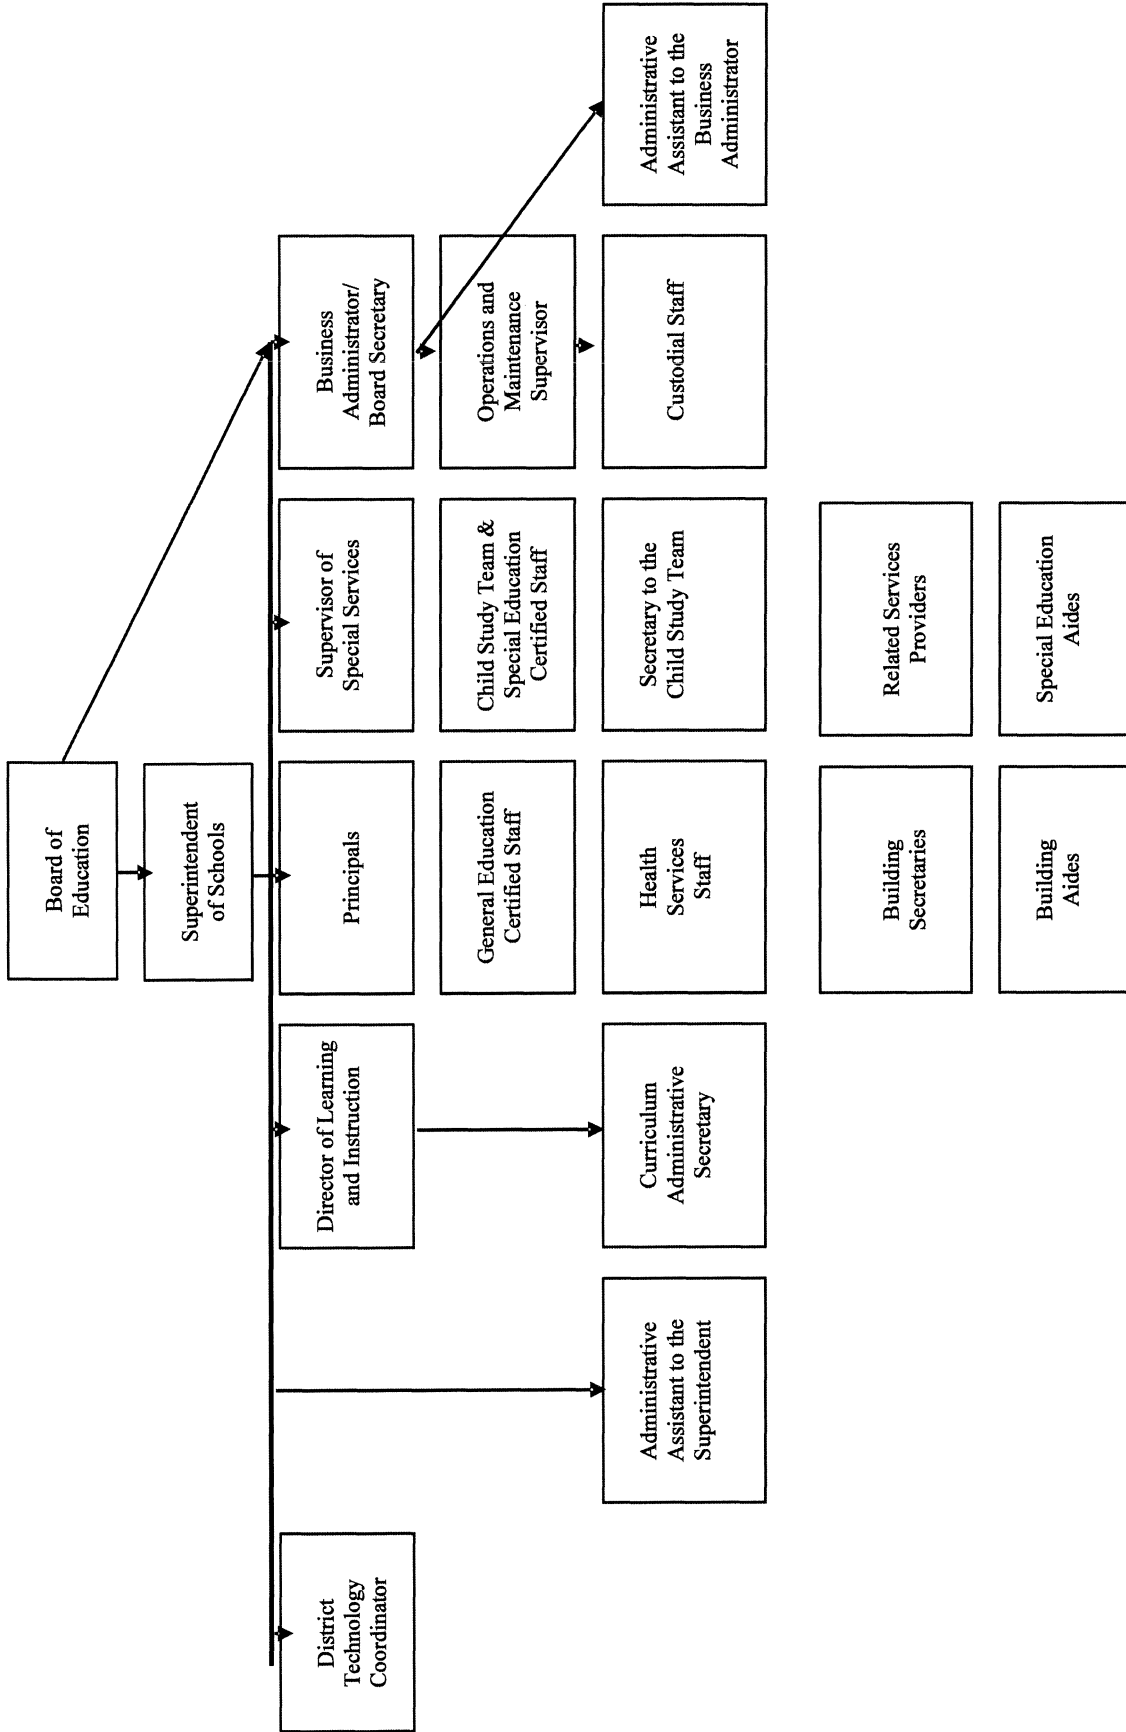 Board of
Education
Superintendent
of Schools
District
Technology
Coordinator
Director of Learning
and Instruction
Principals
Supervisor of
Special Services
Business
Administrator/
Board Secretary
General Education
Certified Staff
Child Study Team &
Special Education
Certified Staff
Operations and
Maintenance
Supervisor
Administrative
Assistant to the
Superintendent
Curriculum
Administrative
Secretary
Health
Services
Staff
Secretary to the
Child Study Team
Custodial Staff
Administrative
Assistant to the
Business
Administrator
Building
Secretaries
Related Services
Providers
Building
Aides
Special Education
Aides